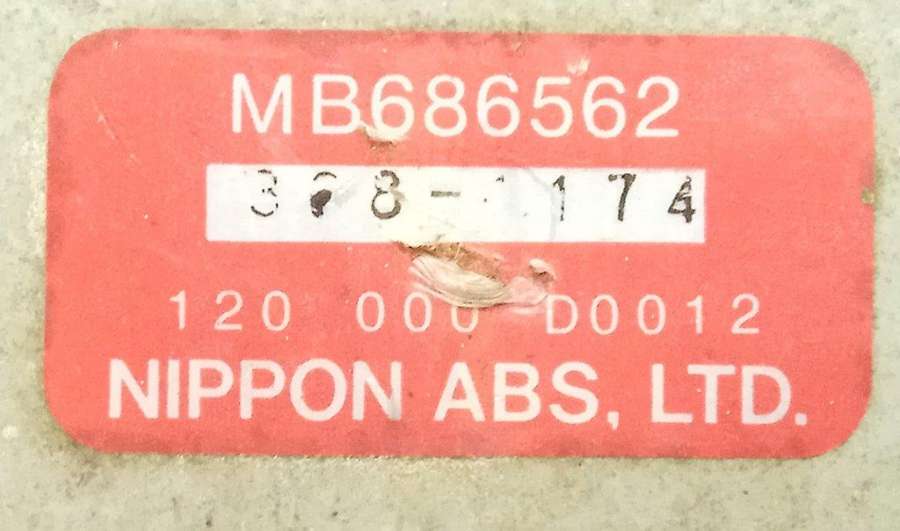 MB686562
120 000 D0012
NIPPON ABS, LTD.